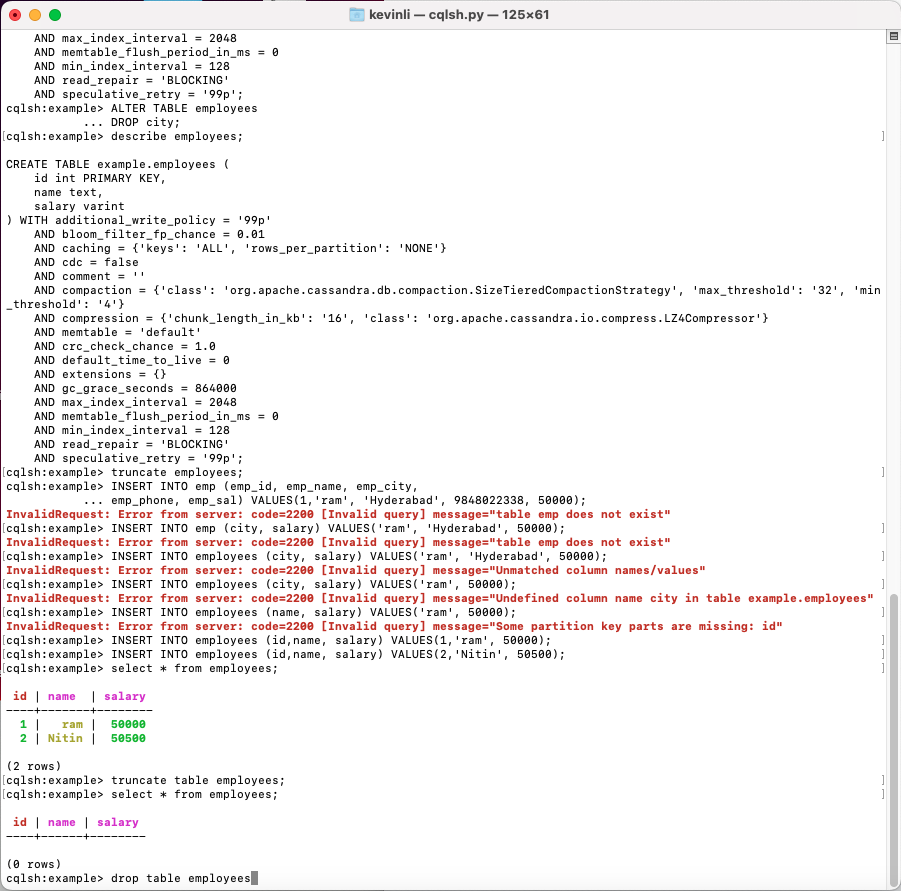 kevinli — cqlsh.py — 125×61
    AND max_index_interval = 2048
    AND memtable_flush_period_in_ms = 0
    AND min_index_interval = 128
    AND read_repair = 'BLOCKING'
    AND speculative_retry = '99p';
cqlsh:example> ALTER TABLE employees
           ... DROP city;
[cqlsh:example> describe employees; ]

CREATE TABLE example.employees (
    id int PRIMARY KEY,
    name text,
    salary varint
) WITH additional_write_policy = '99p'
    AND bloom_filter_fp_chance = 0.01
    AND caching = {'keys': 'ALL', 'rows_per_partition': 'NONE'}
    AND cdc = false
    AND comment = ''
    AND compaction = {'class': 'org.apache.cassandra.db.compaction.SizeTieredCompactionStrategy', 'max_threshold': '32', 'min
_threshold': '4'}
    AND compression = {'chunk_length_in_kb': '16', 'class': 'org.apache.cassandra.io.compress.LZ4Compressor'}
    AND memtable = 'default'
    AND crc_check_chance = 1.0
    AND default_time_to_live = 0
    AND extensions = {}
    AND gc_grace_seconds = 864000
    AND max_index_interval = 2048
    AND memtable_flush_period_in_ms = 0
    AND min_index_interval = 128
    AND read_repair = 'BLOCKING'
    AND speculative_retry = '99p';
[cqlsh:example> truncate employees; ]
cqlsh:example> INSERT INTO emp (emp_id, emp_name, emp_city,
           ... emp_phone, emp_sal) VALUES(1,'ram', 'Hyderabad', 9848022338, 50000);
InvalidRequest: Error from server: code=2200 [Invalid query] message="table emp does not exist"
[cqlsh:example> INSERT INTO emp (city, salary) VALUES('ram', 'Hyderabad', 50000); ]
InvalidRequest: Error from server: code=2200 [Invalid query] message="table emp does not exist"
[cqlsh:example> INSERT INTO employees (city, salary) VALUES('ram', 'Hyderabad', 50000); ]
InvalidRequest: Error from server: code=2200 [Invalid query] message="Unmatched column names/values"
[cqlsh:example> INSERT INTO employees (city, salary) VALUES('ram', 50000); ]
InvalidRequest: Error from server: code=2200 [Invalid query] message="Undefined column name city in table example.employees"
[cqlsh:example> INSERT INTO employees (name, salary) VALUES('ram', 50000); ]
InvalidRequest: Error from server: code=2200 [Invalid query] message="Some partition key parts are missing: id"
[cqlsh:example> INSERT INTO employees (id,name, salary) VALUES(1,'ram', 50000); ]
[cqlsh:example> INSERT INTO employees (id,name, salary) VALUES(2,'Nitin', 50500); ]
[cqlsh:example> select * from employees; ]

 id | name  | salary
----+-------+--------
  1 |   ram |  50000
  2 | Nitin |  50500

(2 rows)
[cqlsh:example> truncate table employees; ]
[cqlsh:example> select * from employees; ]

 id | name | salary
----+------+--------

(0 rows)
cqlsh:example> drop table employees